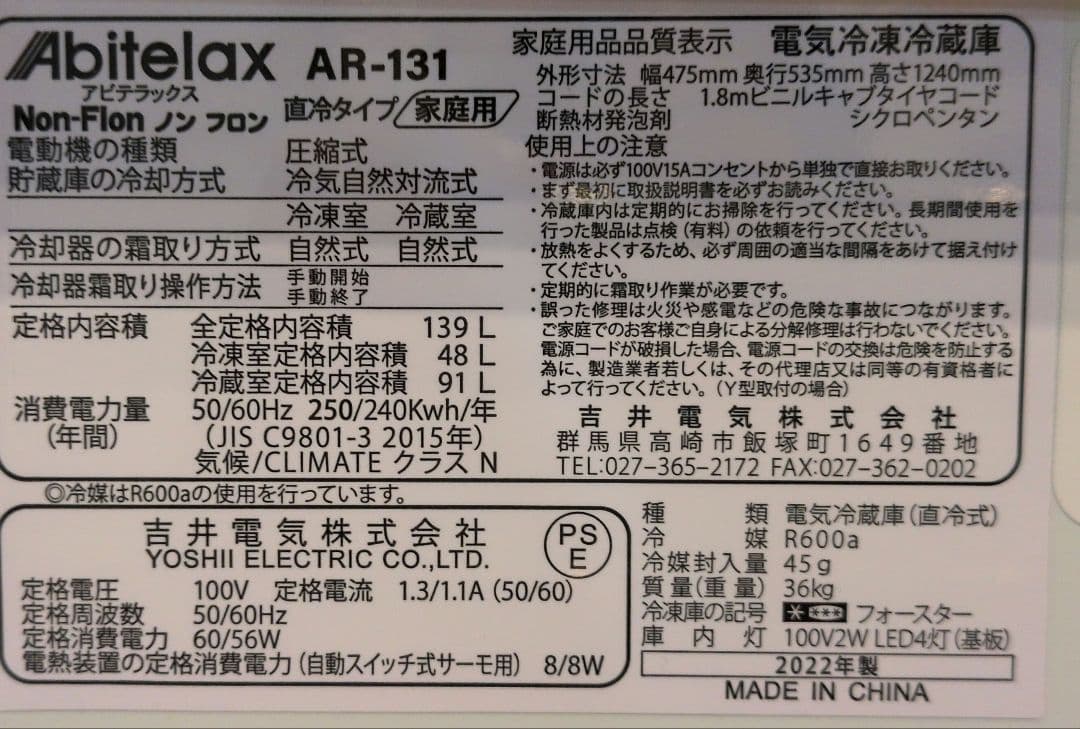 Abitelax AR-131
アビテラックス
Non-Flon ノン フロン 直冷タイプ 家庭用
電動機の種類 圧縮式
貯蔵庫の冷却方式 冷気自然対流式
冷凍室 冷蔵室
冷却器の霜取り方式 自然式 自然式
冷却器霜取り操作方法 手動開始
手動終了
定格内容積 全定格内容積 139 L
冷凍室定格内容積 48 L
冷蔵室定格内容積 91 L
消費電力量 50/60Hz 250/240Kwh/年
(年間) (JIS C9801-3 2015年)
気候/CLIMATE クラス N
家庭用品品質表示 電気冷凍冷蔵庫
外形寸法 幅475mm 奥行535mm 高さ1240mm
コードの長さ 1.8mビニルキャブタイヤコード
断熱材発泡剤 シクロペンタン
使用上の注意
・電源は必ず100V15Aコンセントから単独で直接お取りください。
・まず最初に取扱説明書を必ずお読みください。
・冷蔵庫内は定期的にお掃除を行ってください。長期間使用を
行った製品は点検(有料)の依頼を行ってください。
・放熱をよくするため、必ず周囲の適当な間隔をあけて据え付け
てください。
・定期的に霜取り作業が必要です。
・誤った修理は火災や感電などの危険な事故につながります。
ご家庭でのお客様ご自身による分解修理は行わないでください。
電源コードが破損した場合、電源コードの交換は危険を防止する
為に、製造業者若しくは、その代理店又は同等の有資格者に
よって行ってください。(Y型取付の場合)
吉井電気株式会社
群馬県高崎市飯塚町1649番地
TEL:027-365-2172 FAX:027-362-0202
◎冷媒はR600aの使用を行っています。
吉井電気株式会社
YOSHII ELECTRIC CO.,LTD.
PS
E
定格電圧 100V 定格電流 1.3/1.1A (50/60)
定格周波数 50/60Hz
定格消費電力 60/56W
電熱装置の定格消費電力(自動スイッチ式サーモ用) 8/8W
種類 電気冷蔵庫(直冷式)
冷媒 R600a
冷媒封入量 45g
質量(重量) 36kg
冷凍庫の記号 * *** フォースター
庫内灯 100V2W LED4灯(基板)
2022年製
MADE IN CHINA